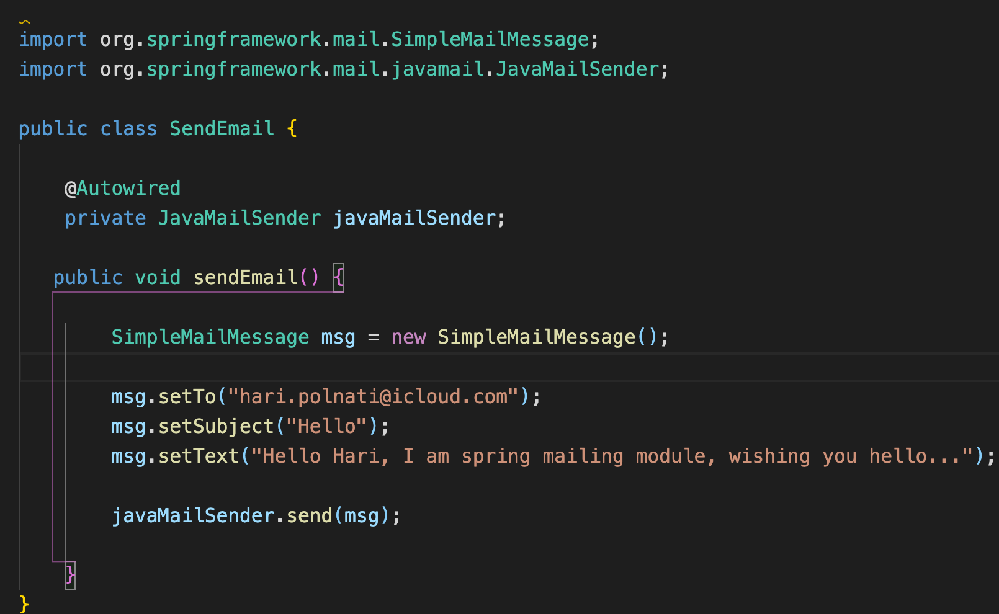 import org.springframework.mail.SimpleMailMessage;
import org.springframework.mail.javamail.JavaMailSender;
public class SendEmail {
@Autowired
private JavaMailSender javaMailSender;
public void sendEmail() {
SimpleMailMessage msg = new SimpleMailMessage();
msg.setTo("hari.polnati@icloud.com");
msg.setSubject("Hello");
msg.setText("Hello Hari, I am spring mailing module, wishing you hello...");
javaMailSender.send(msg);
}
}